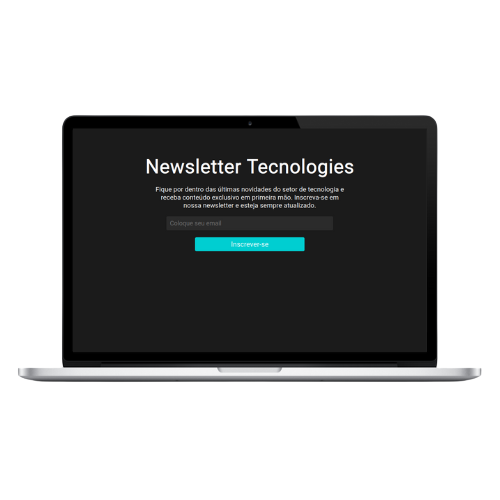 Newsletter Tecnologies
Fique por dentro das últimas novidades do setor de tecnologia e
receba conteúdo exclusivo em primeira mão. Inscreva-se em
nossa newsletter e esteja sempre atualizado.
Coloque seu email
Inscrever-se